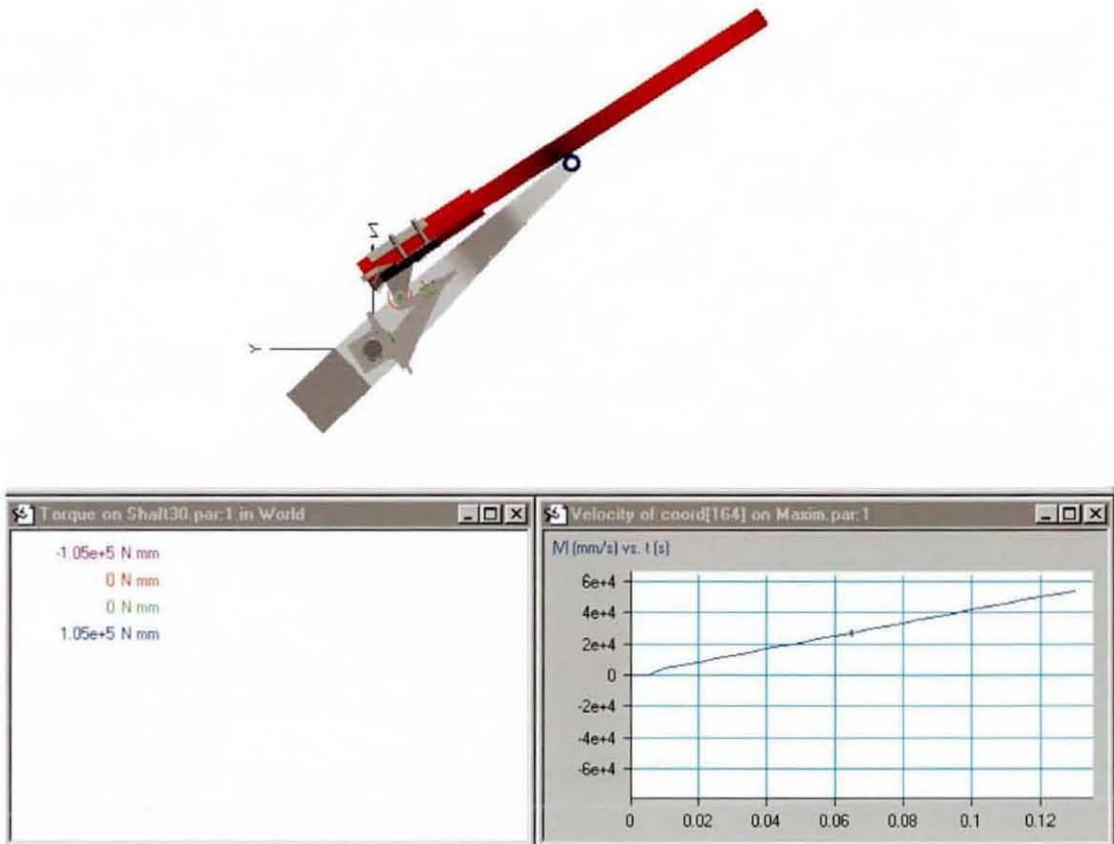 Z
Y
Torque on Shalt30.par:1 in World
-1.05e+5 N mm
0 N mm
0 N mm
1.05e+5 N mm
Velocity of coord[164] on Maxim.par:1
|V| (mm/s) vs. t (s)
6e+4
4e+4
2e+4
0
-2e+4
-4e+4
-6e+4
0 0.02 0.04 0.06 0.08 0.1 0.12